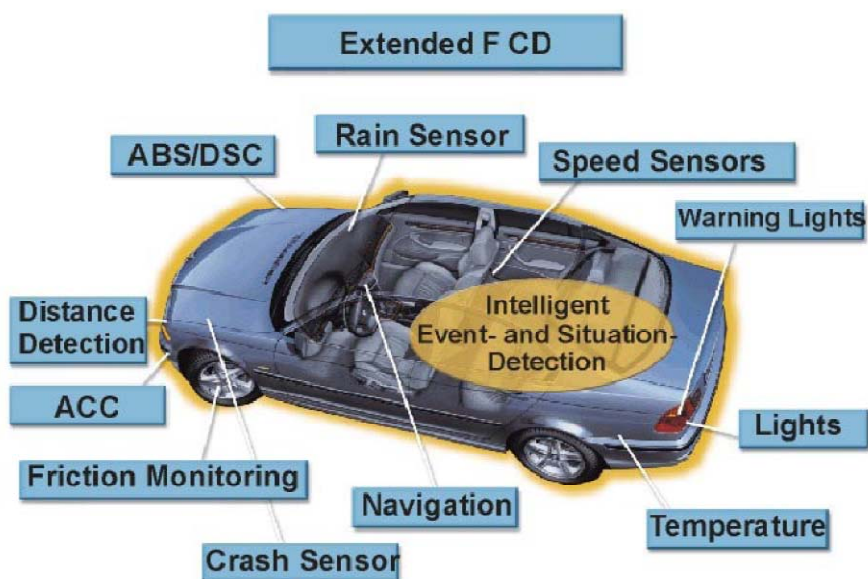 Extended F CD
Rain Sensor
ABS/DSC
Speed Sensors
Warning Lights
Distance
Detection
Intelligent
Event- and Situation-
Detection
ACC
Lights
Friction Monitoring
Navigation
Temperature
Crash Sensor